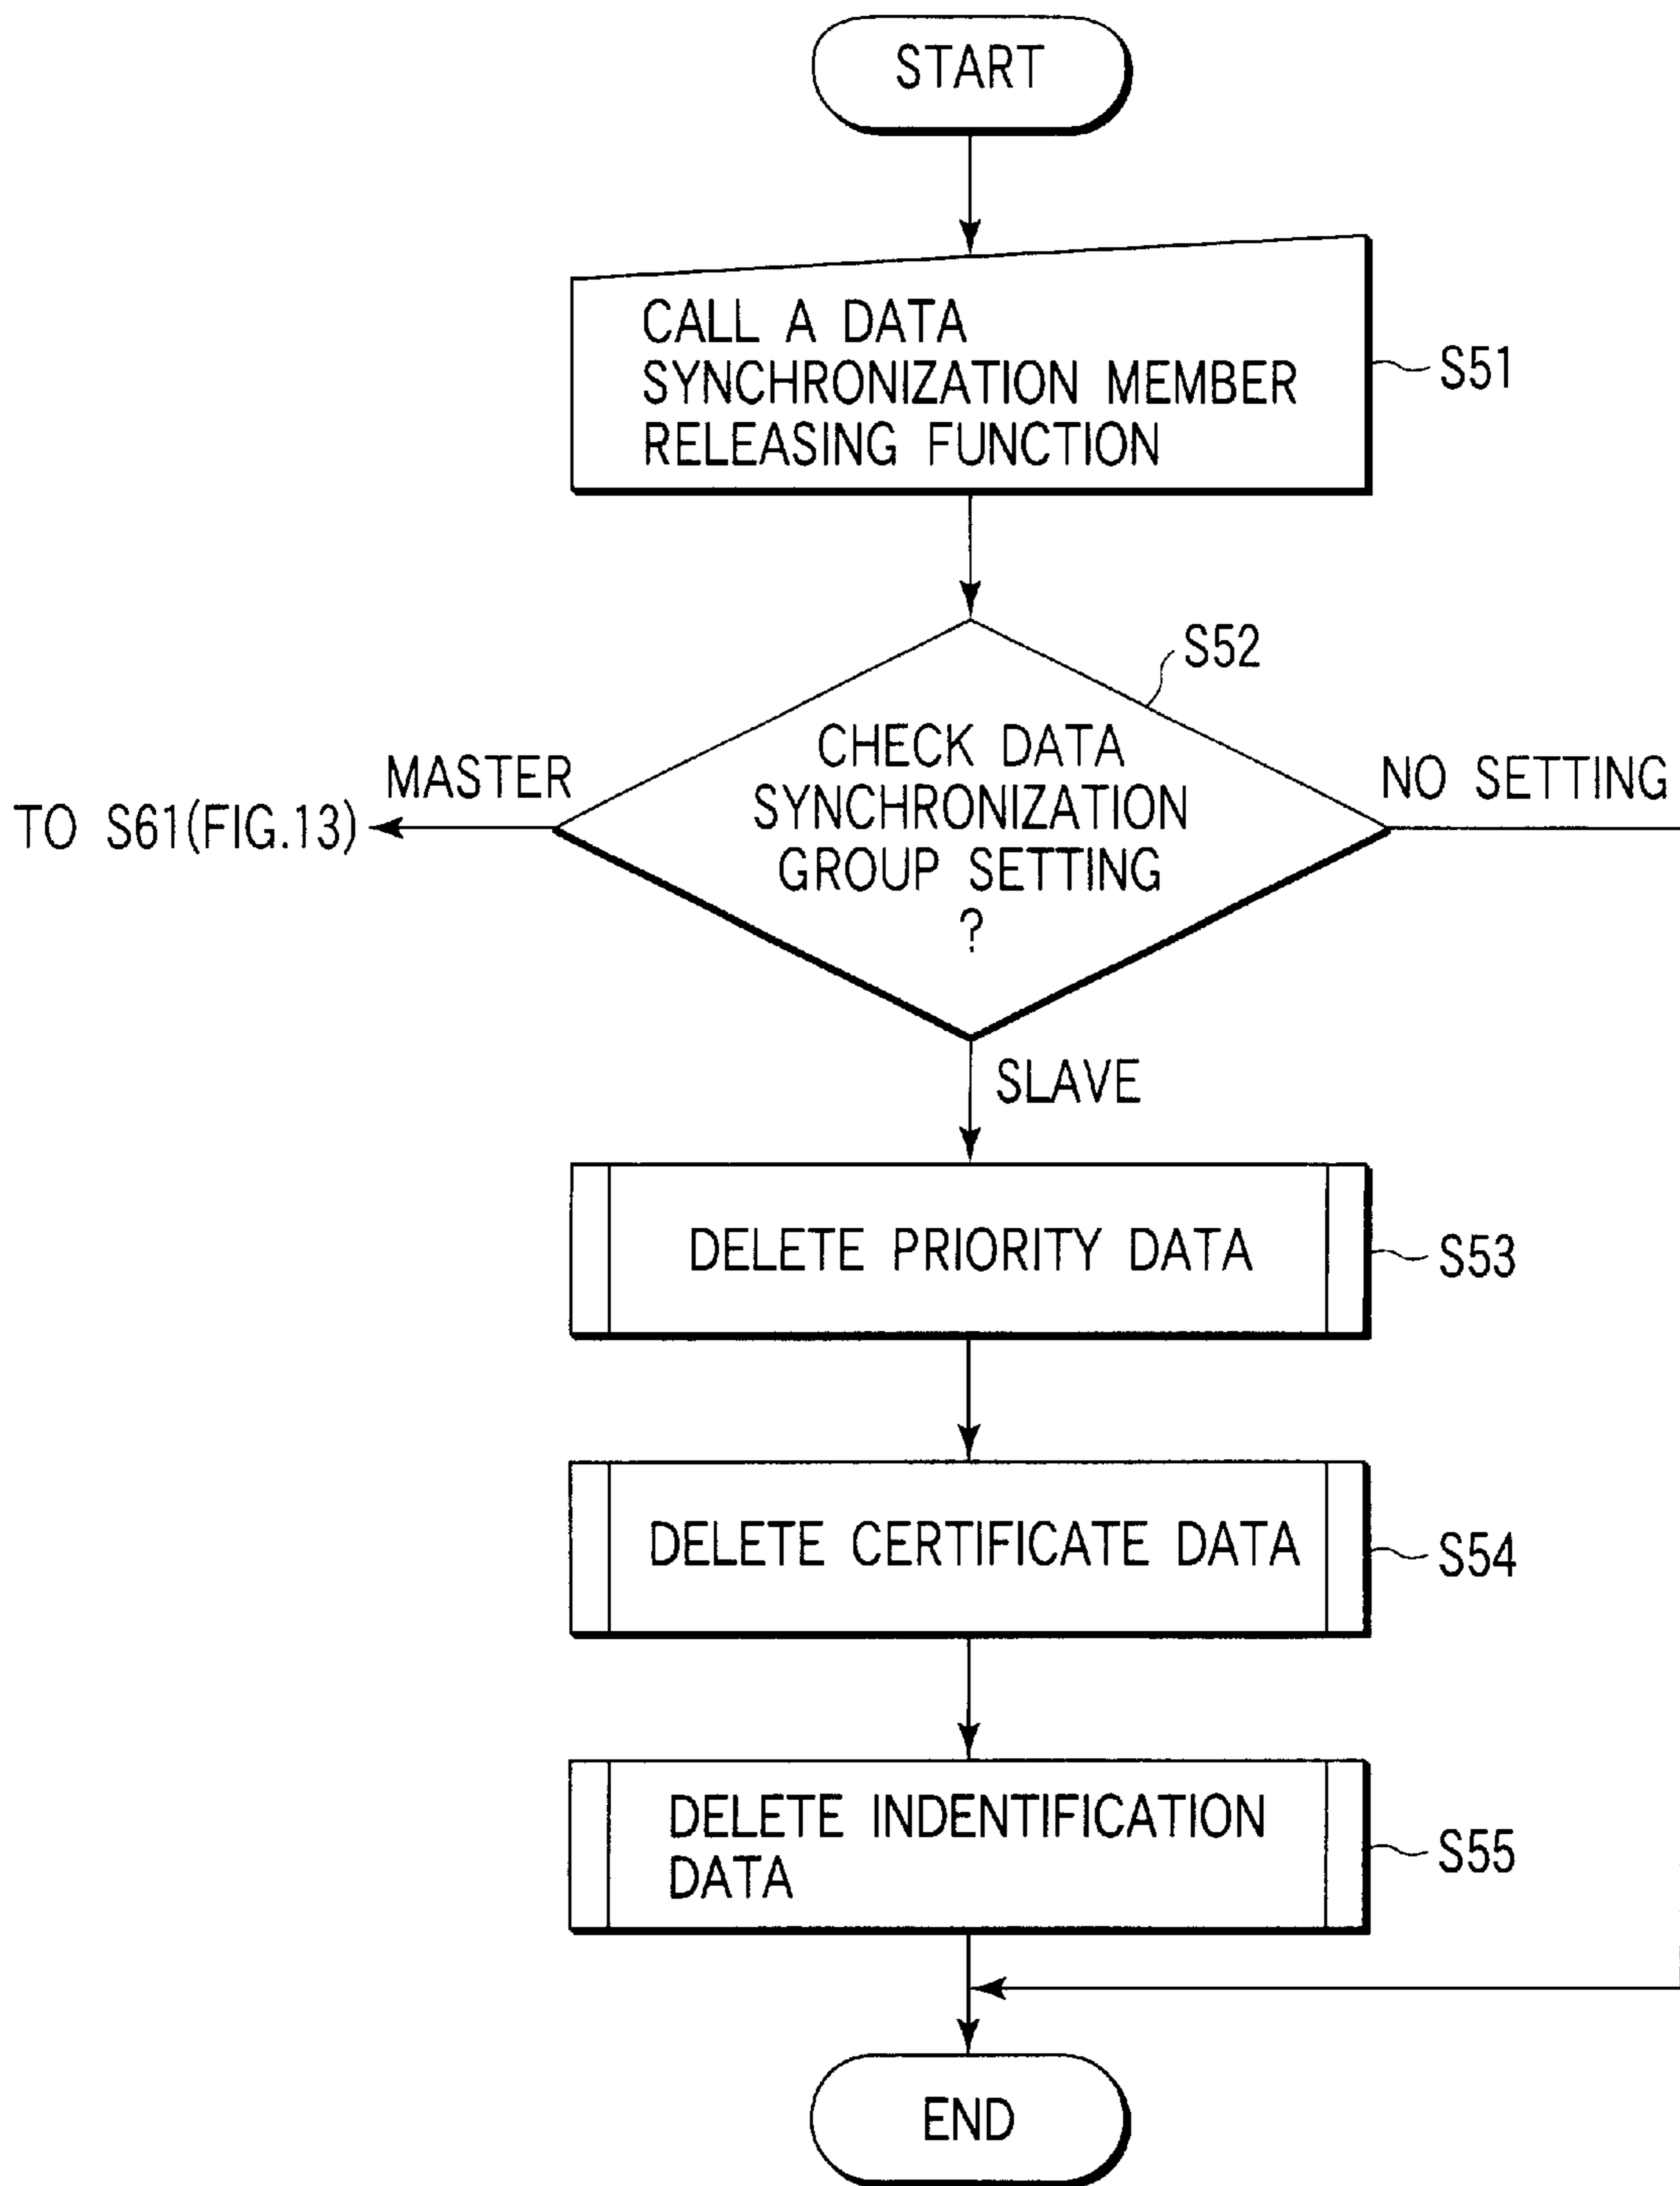 START
CALL A DATA
SYNCHRONIZATION MEMBER
RELEASING FUNCTION
S51
S52
CHECK DATA
SYNCHRONIZATION
GROUP SETTING
?
MASTER
TO S61(FIG.13)
NO SETTING
SLAVE
DELETE PRIORITY DATA
S53
DELETE CERTIFICATE DATA
S54
DELETE INDENTIFICATION
DATA
S55
END